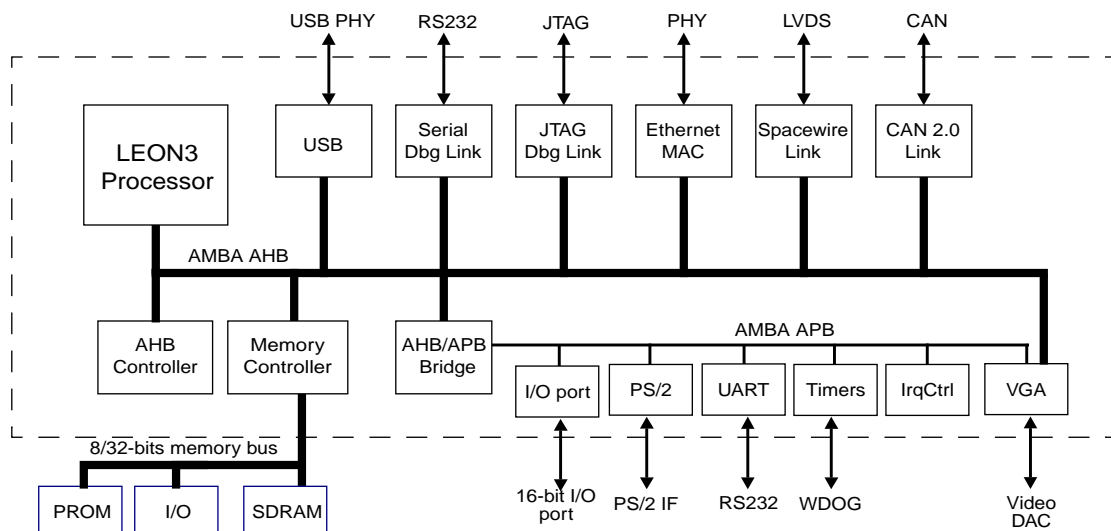 USB PHY
RS232
JTAG
PHY
LVDS
CAN
LEON3
Processor
USB
Serial
Dbg Link
JTAG
Dbg Link
Ethernet
MAC
Spacewire
Link
CAN 2.0
Link
AMBA AHB
AHB
Controller
Memory
Controller
AHB/APB
Bridge
AMBA APB
I/O port
PS/2
UART
Timers
IrqCtrl
VGA
8/32-bits memory bus
PROM
I/O
SDRAM
16-bit I/O
port
PS/2 IF
RS232
WDOG
Video
DAC